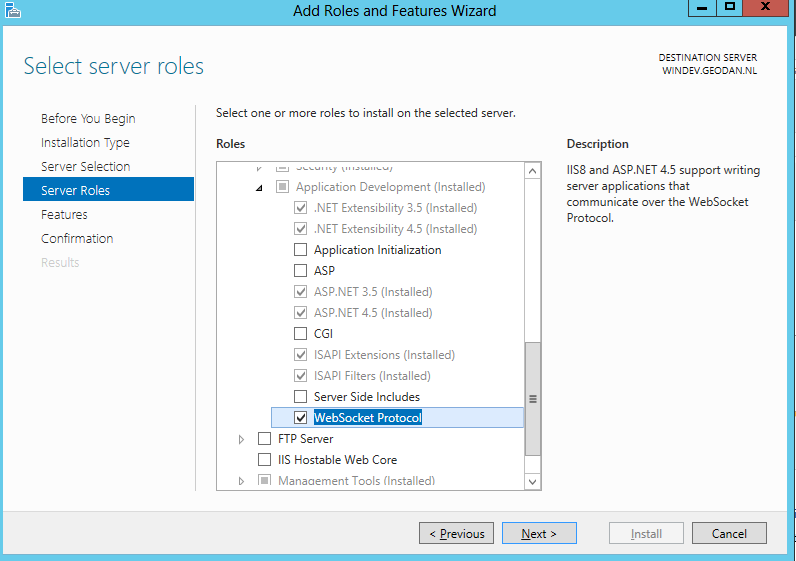 Add Roles and Features Wizard
Select server roles
DESTINATION SERVER
WINDEV.GEODAN.NL
Before You Begin
Installation Type
Server Selection
Server Roles
Features
Confirmation
Results
Select one or more roles to install on the selected server.
Roles
Security (Installed)
Application Development (Installed)
.NET Extensibility 3.5 (Installed)
.NET Extensibility 4.5 (Installed)
Application Initialization
ASP
ASP.NET 3.5 (Installed)
ASP.NET 4.5 (Installed)
CGI
ISAPI Extensions (Installed)
ISAPI Filters (Installed)
Server Side Includes
WebSocket Protocol
FTP Server
IIS Hostable Web Core
Management Tools (Installed)
Description
IIS8 and ASP.NET 4.5 support writing
server applications that
communicate over the WebSocket
Protocol.
< Previous
Next >
Install
Cancel